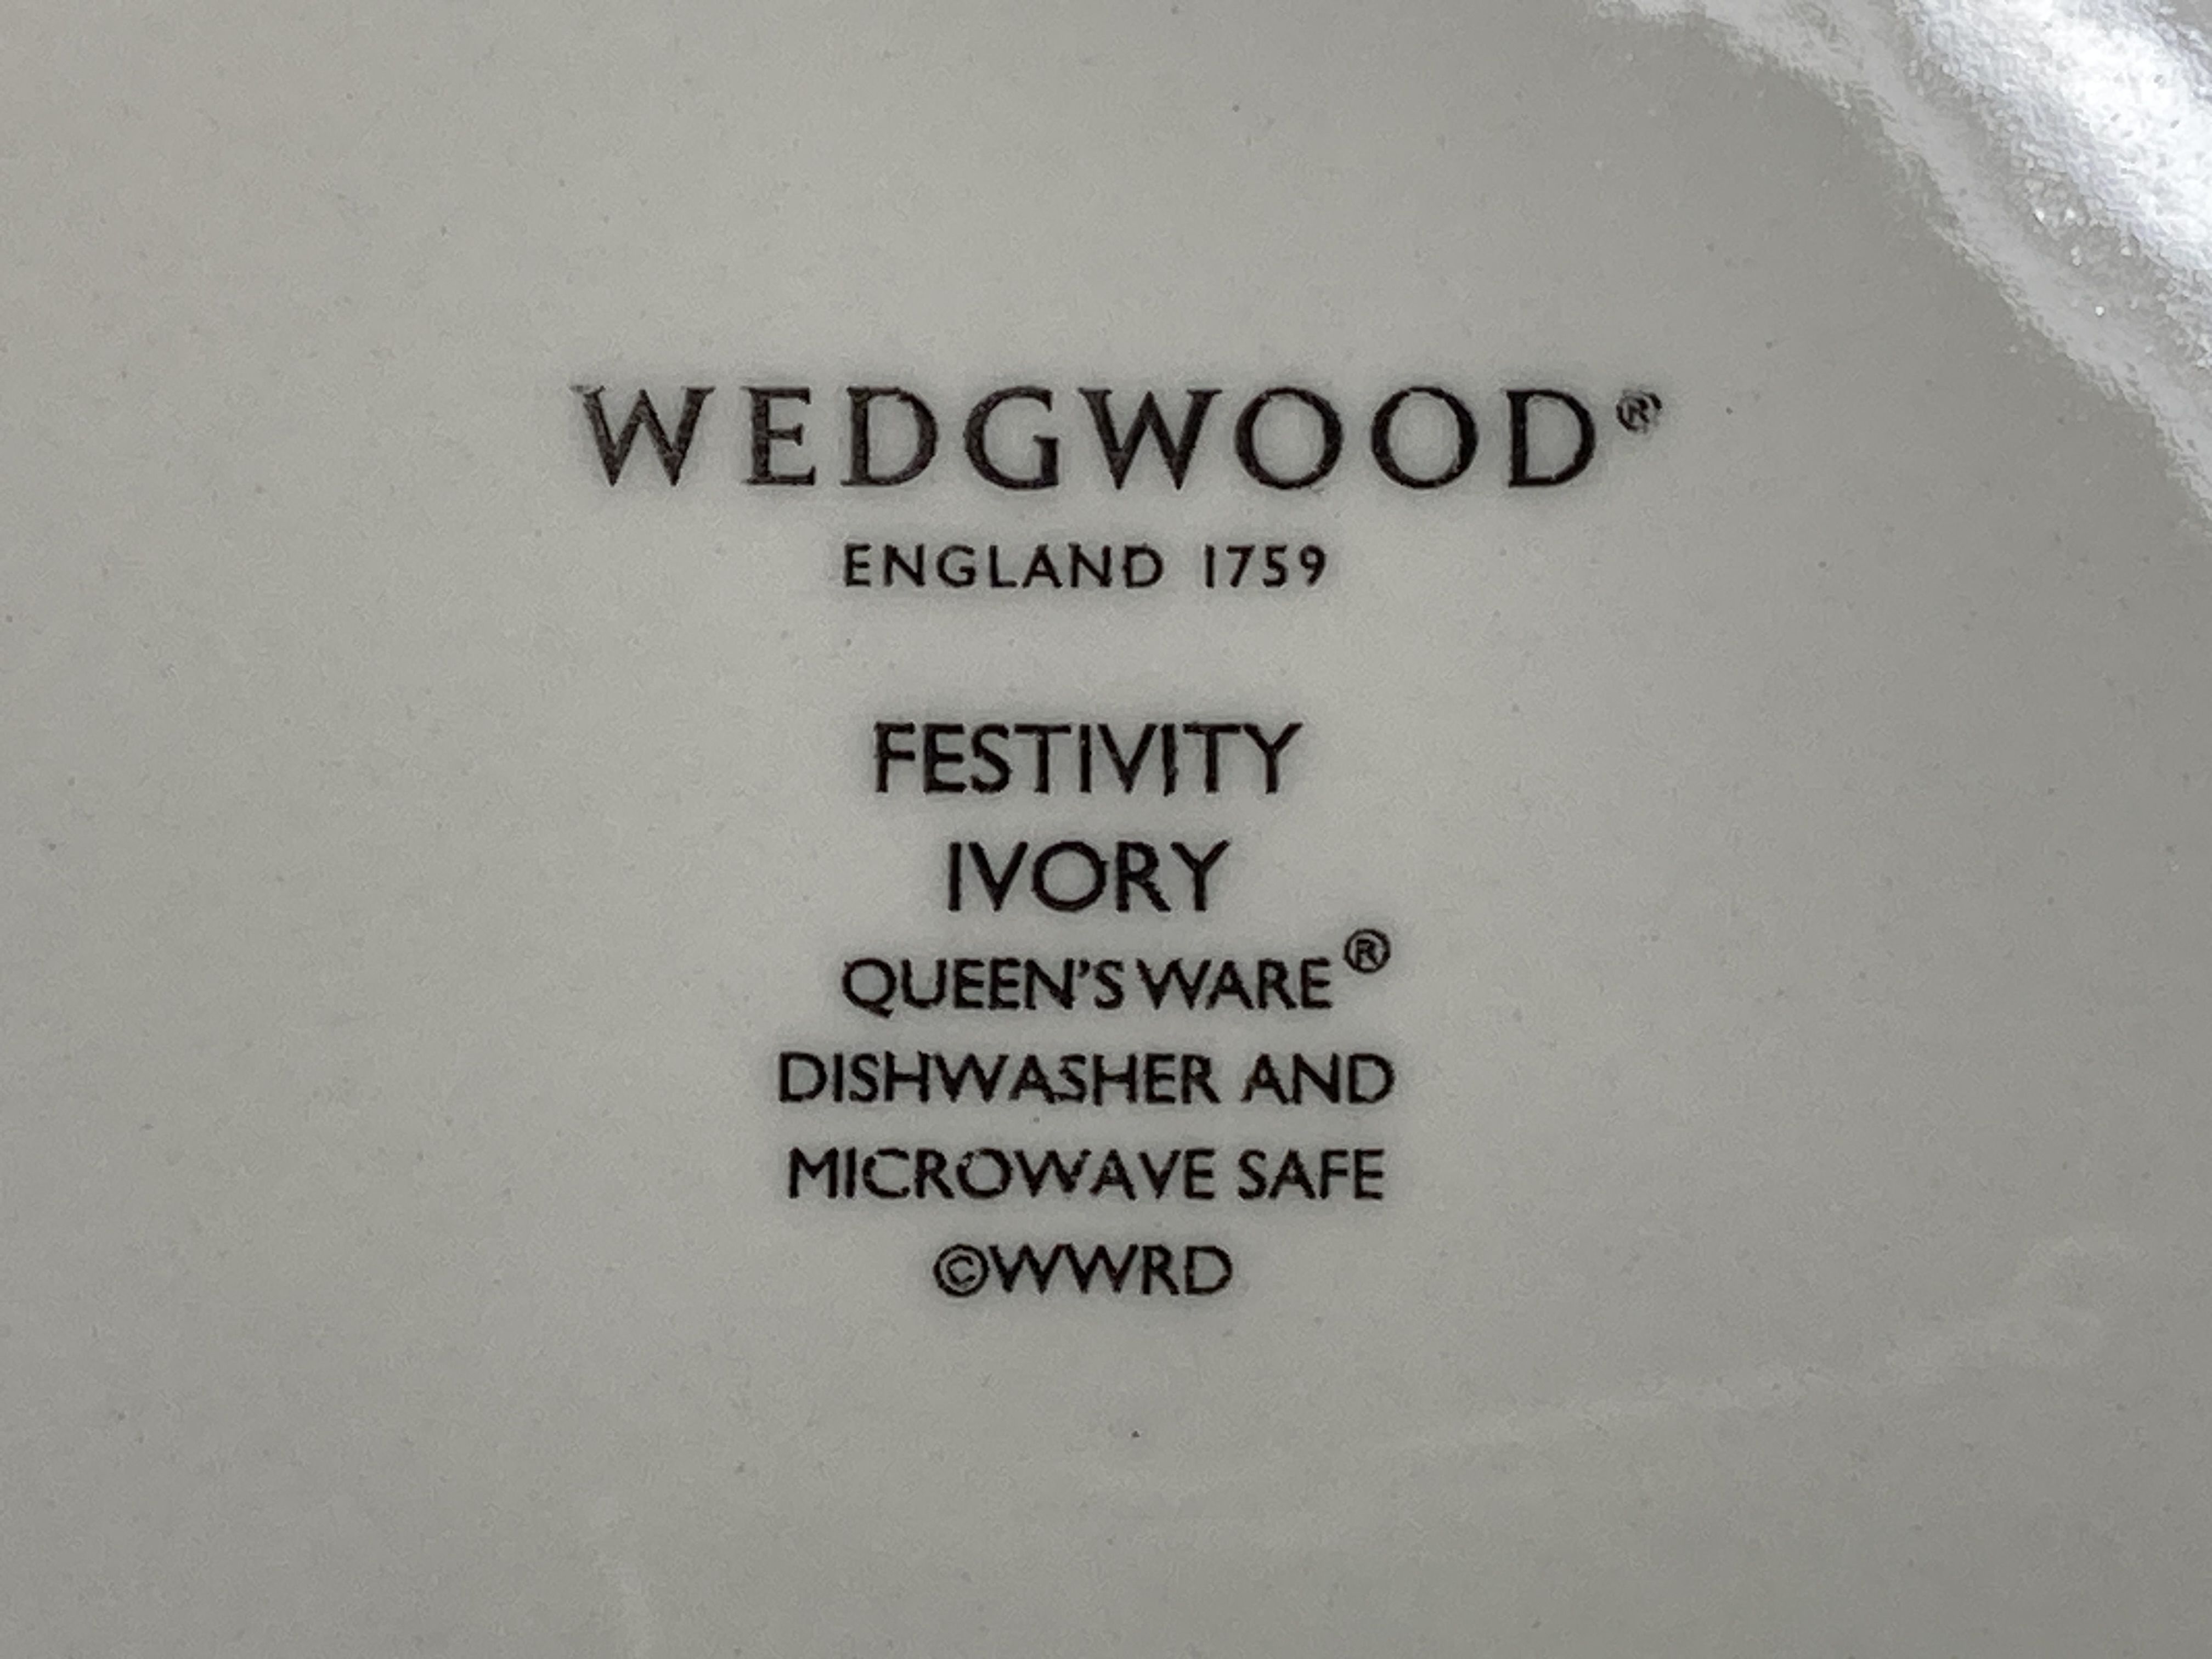 WEDGWOOD®
ENGLAND 1759
FESTIVITY
IVORY
QUEEN'S WARE®
DISHWASHER AND
MICROWAVE SAFE
©WWRD